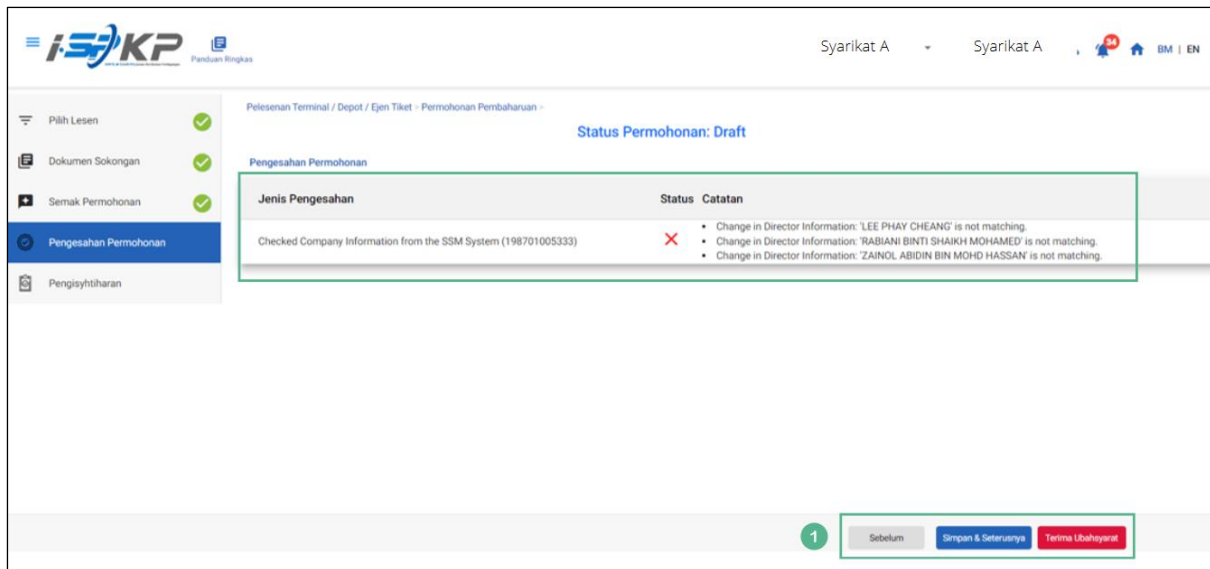 i-SPKP
Panduan Ringkas
Syarikat A
Syarikat A
34
BM | EN
Pilih Lesen
Dokumen Sokongan
Semak Permohonan
Pengesahan Permohonan
Pengisyhtiharan
Pelesenan Terminal / Depot / Ejen Tiket > Permohonan Pembaharuan >
Status Permohonan: Draft
Pengesahan Permohonan
Jenis Pengesahan Status Catatan
Checked Company Information from the SSM System (198701005333)
• Change in Director Information: 'LEE PHAY CHEANG' is not matching.
• Change in Director Information: 'RABIANI BINTI SHAIKH MOHAMED' is not matching.
• Change in Director Information: 'ZAINOL ABIDIN BIN MOHD HASSAN' is not matching.
1
Sebelum
Simpan & Seterusnya
Terima Ubahsyarat